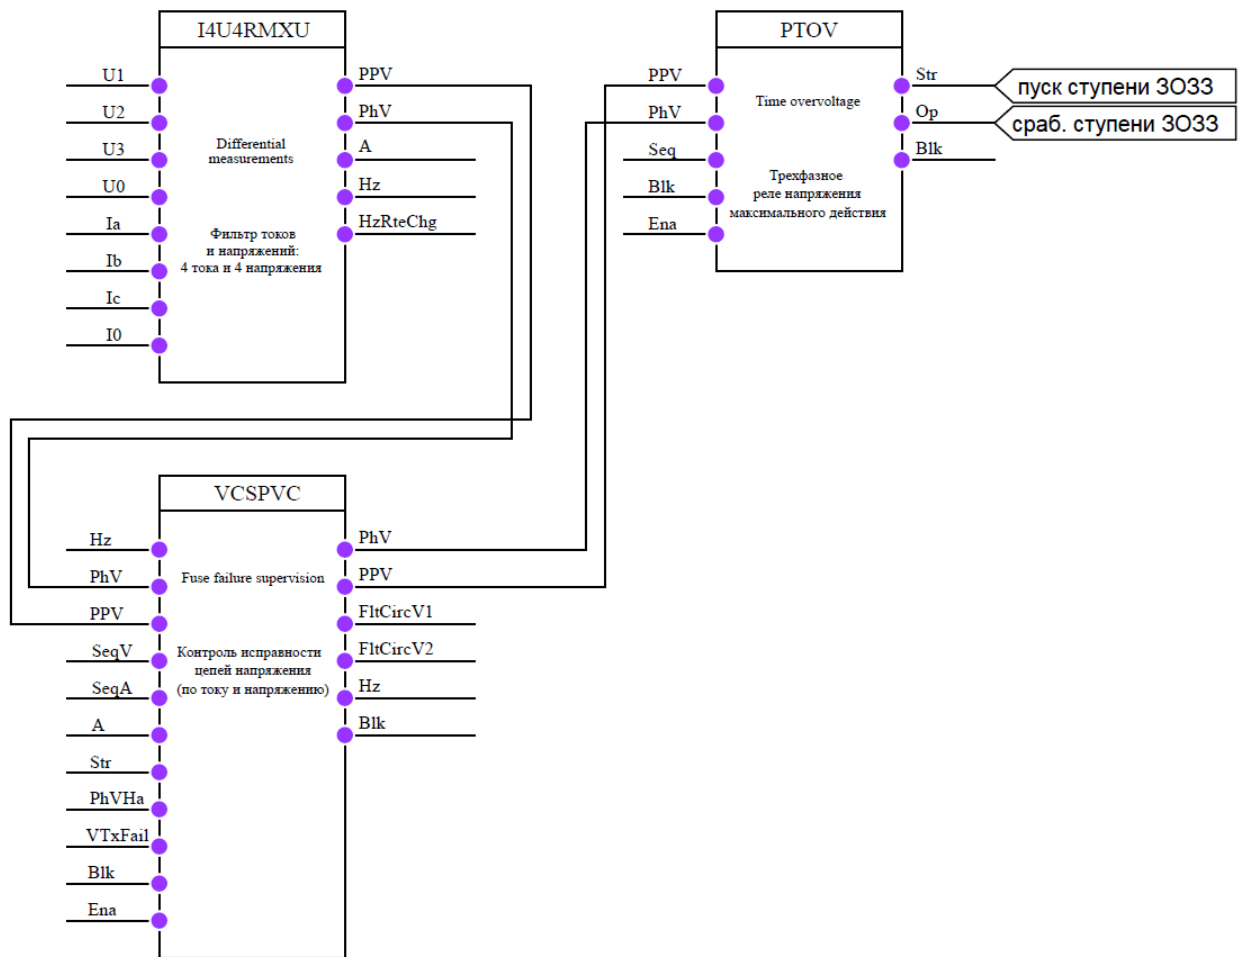 I4U4RMXU
U1
U2
U3
U0
Ia
Ib
Ic
I0
Differential
measurements
Фильтр токов
и напряжений:
4 тока и 4 напряжения
PPV
PhV
A
Hz
HzRteChg
PTOV
PPV
PhV
Seq
Blk
Ena
Time overvoltage
Трехфазное
реле напряжения
максимального действия
Str
Op
Blk
пуск ступени ЗОЗЗ
сраб. ступени ЗОЗЗ
VCSPVC
Hz
PhV
PPV
SeqV
SeqA
A
Str
PhVHa
VTxFail
Blk
Ena
Fuse failure supervision
Контроль исправности
цепей напряжения
(по току и напряжению)
PhV
PPV
FltCircV1
FltCircV2
Hz
Blk